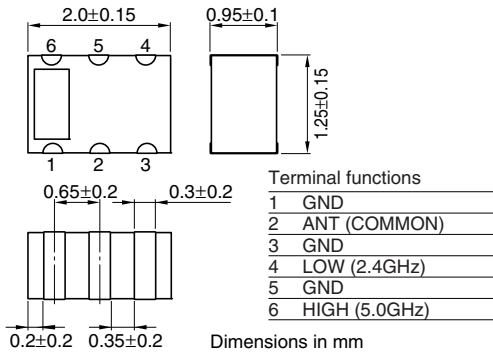 2.0±0.15
0.95±0.1
6 5 4
1.25±0.15
1 2 3
0.65±0.2
0.3±0.2
0.2±0.2
0.35±0.2
Terminal functions
1 GND
2 ANT (COMMON)
3 GND
4 LOW (2.4GHz)
5 GND
6 HIGH (5.0GHz)
Dimensions in mm